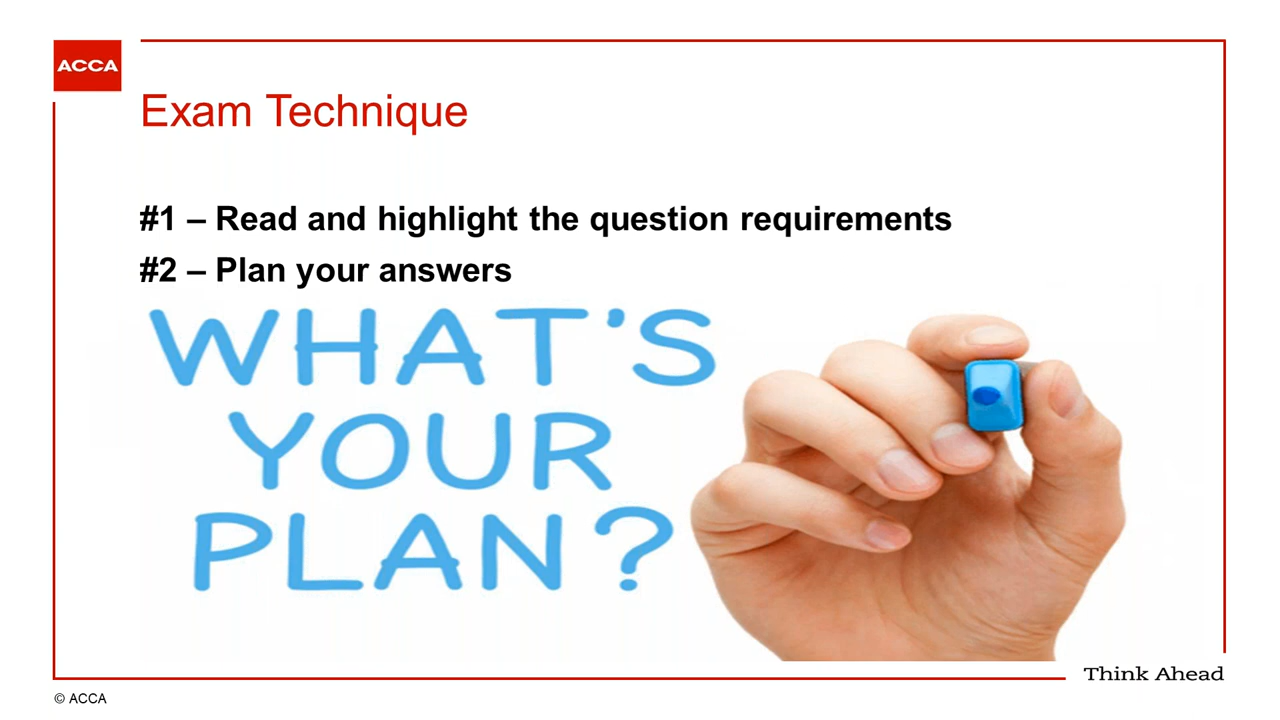 ACCA
Exam Technique
#1 – Read and highlight the question requirements
#2 – Plan your answers
WHAT'S
YOUR
PLAN?
Think Ahead
© ACCA